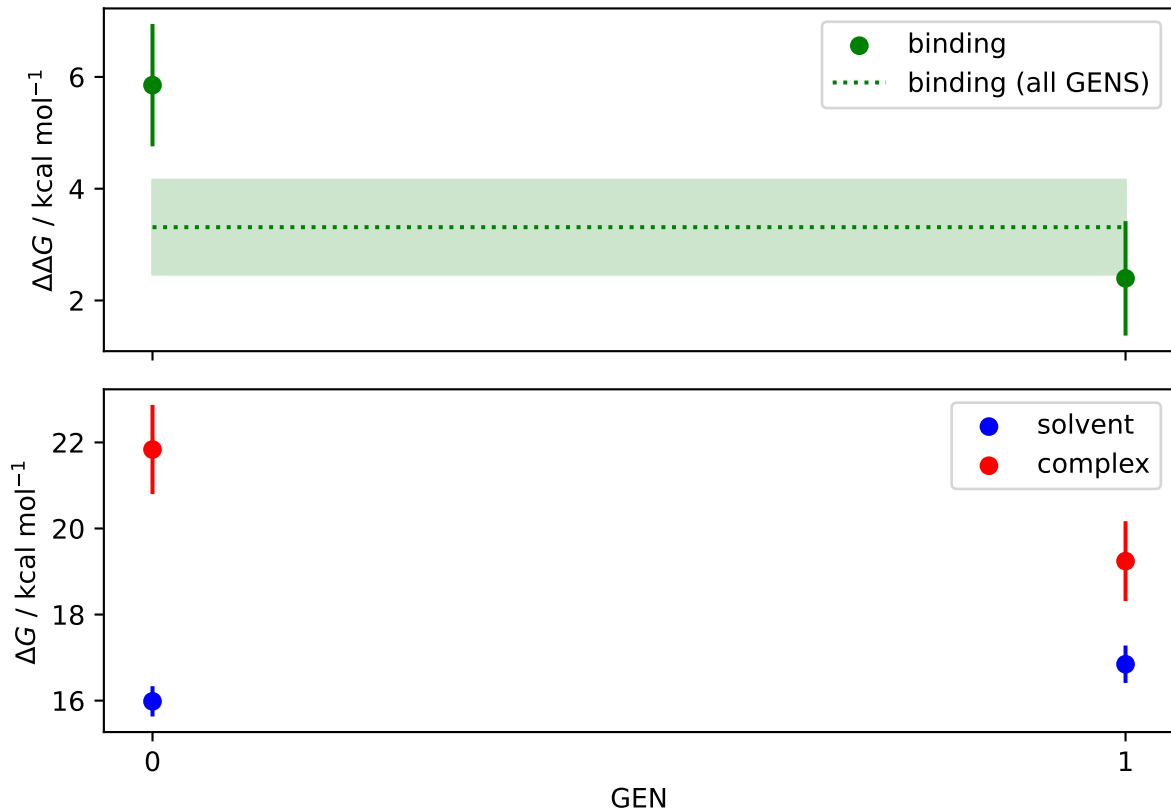 binding
binding (all GENS)
6
4
2
ΔΔG / kcal mol⁻¹
solvent
complex
22
20
18
16
ΔG / kcal mol⁻¹
0
1
GEN